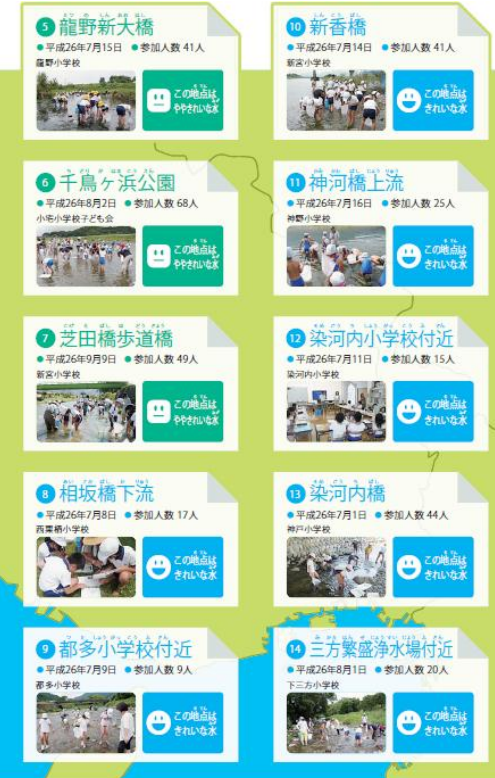 5 龍野新大橋
●平成26年7月15日 ●参加人数 41人
龍野小学校
この地点は
ややきれいな水
6 千鳥ヶ浜公園
●平成26年8月2日 ●参加人数 68人
小宅小学校子ども会
この地点は
ややきれいな水
7 芝田橋歩道橋
●平成26年9月9日 ●参加人数 49人
新宮小学校
この地点は
ややきれいな水
8 相坂橋下流
●平成26年7月8日 ●参加人数 17人
西栗栖小学校
この地点は
きれいな水
9 都多小学校付近
●平成26年7月9日 ●参加人数 9人
都多小学校
この地点は
きれいな水
10 新香橋
●平成26年7月14日 ●参加人数 41人
新宮小学校
この地点は
きれいな水
11 神河橋上流
●平成26年7月16日 ●参加人数 25人
神野小学校
この地点は
きれいな水
12 染河内小学校付近
●平成26年7月11日 ●参加人数 15人
染河内小学校
この地点は
きれいな水
13 染河内橋
●平成26年7月1日 ●参加人数 44人
神戸小学校
この地点は
きれいな水
14 三方繁盛浄水場付近
●平成26年8月1日 ●参加人数 20人
下三方小学校
この地点は
きれいな水